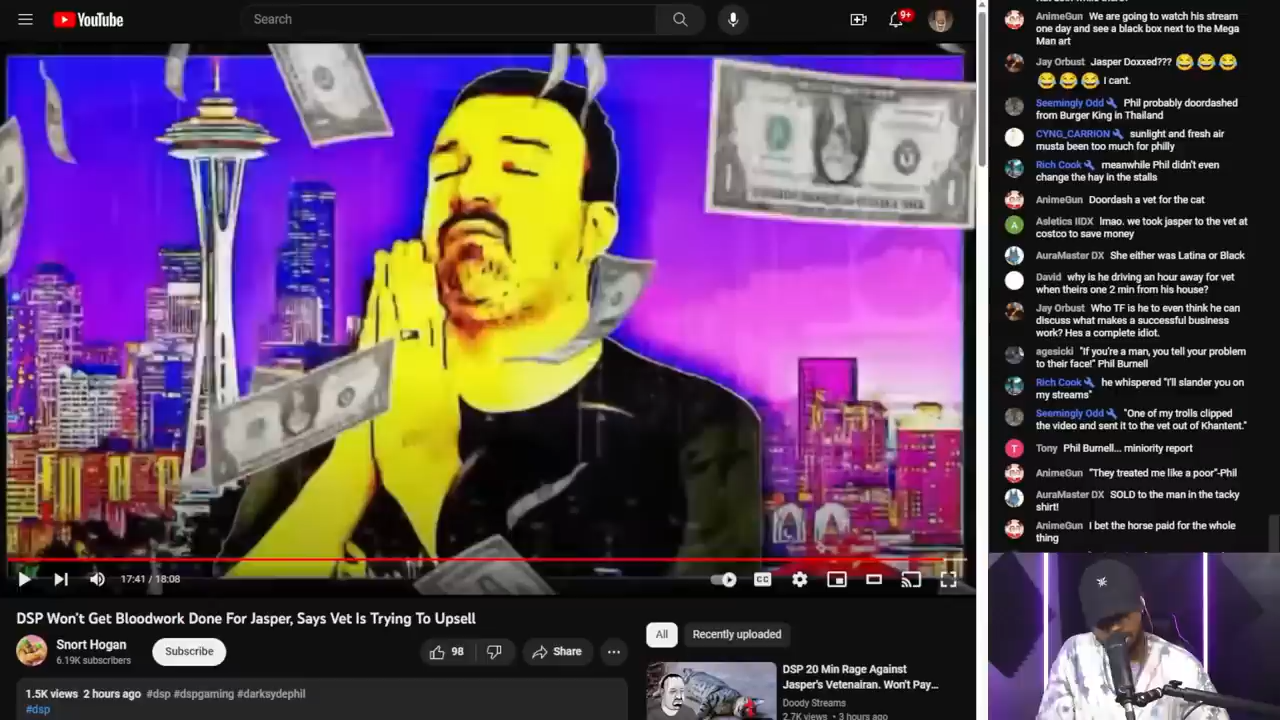 YouTube
Search
9+
17:41 / 18:08
CC
DSP Won't Get Bloodwork Done For Jasper, Says Vet Is Trying To Upsell
Snort Hogan
6.19K subscribers
Subscribe
98
Share
1.5K views 2 hours ago #dsp #dspgaming #darksydephil
#dsp
All
Recently uploaded
DSP 20 Min Rage Against
Jasper's Vetenairan. Won't Pay...
Doody Streams
2.7K views • 3 hours ago
AnimeGun We are going to watch his stream
one day and see a black box next to the Mega
Man art
Jay Orbust Jasper Doxxed??? 😂 😂 😂
😂 😂 😂 I cant.
Seemingly Odd Phil probably doordashed
from Burger King in Thailand
CYNG_CARRION sunlight and fresh air
musta been too much for philly
Rich Cook meanwhile Phil didn't even
change the hay in the stalls
AnimeGun Doordash a vet for the cat
A
Asletics IIDX lmao. we took jasper to the vet at
costco to save money
AuraMaster DX She either was Latina or Black
David why is he driving an hour away for vet
when theirs one 2 min from his house?
Jay Orbust Who TF is he to even think he can
discuss what makes a successful business
work? Hes a complete idiot.
agesicki "If you're a man, you tell your problem
to their face!" Phil Burnell
Rich Cook he whispered "I'll slander you on
my streams"
Seemingly Odd "One of my trolls clipped
the video and sent it to the vet out of Khantent."
T
Tony Phil Burnell... miniority report
AnimeGun "They treated me like a poor"-Phil
AuraMaster DX SOLD to the man in the tacky
shirt!
AnimeGun I bet the horse paid for the whole
thing